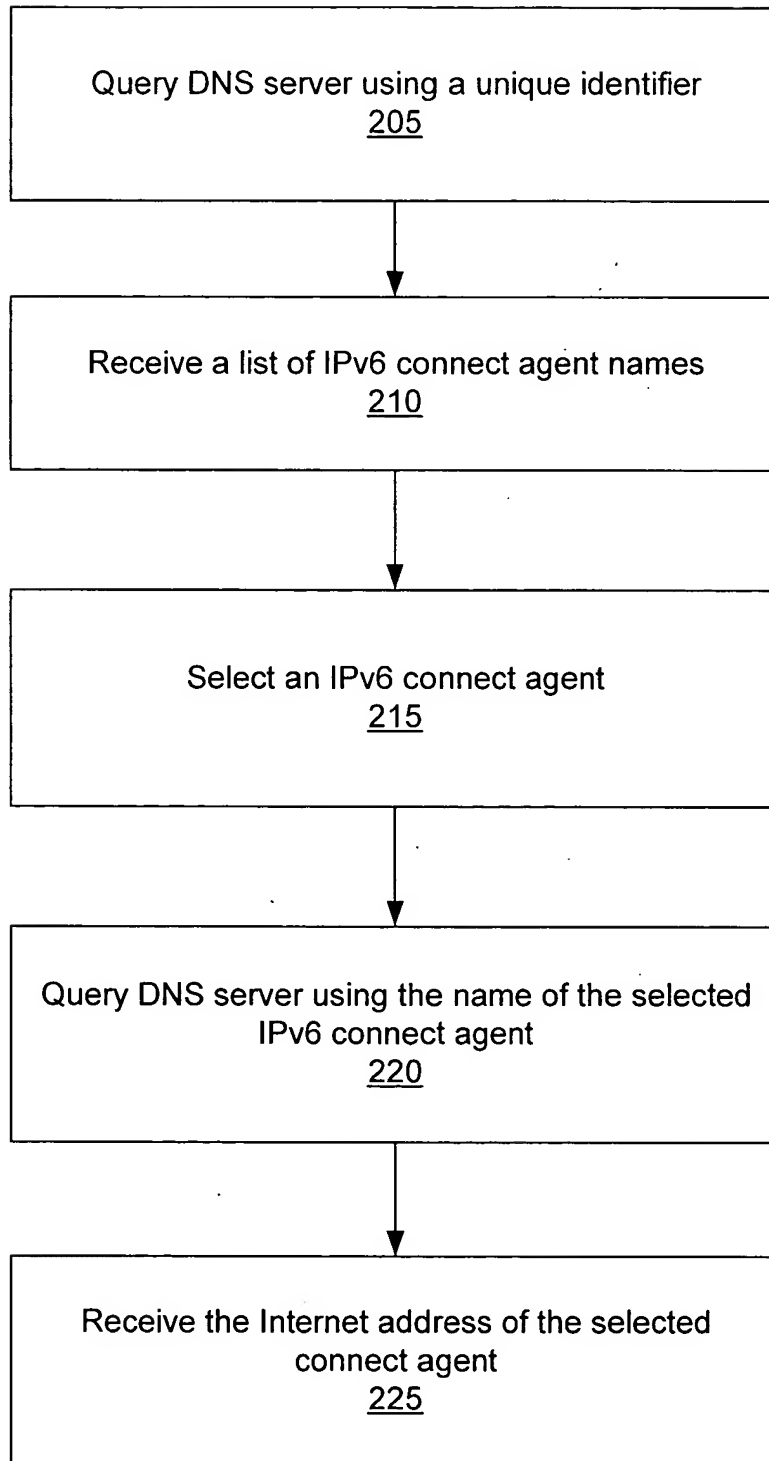 Query DNS server using a unique identifier
205
Receive a list of IPv6 connect agent names
210
Select an IPv6 connect agent
215
Query DNS server using the name of the selected
IPv6 connect agent
220
Receive the Internet address of the selected
connect agent
225